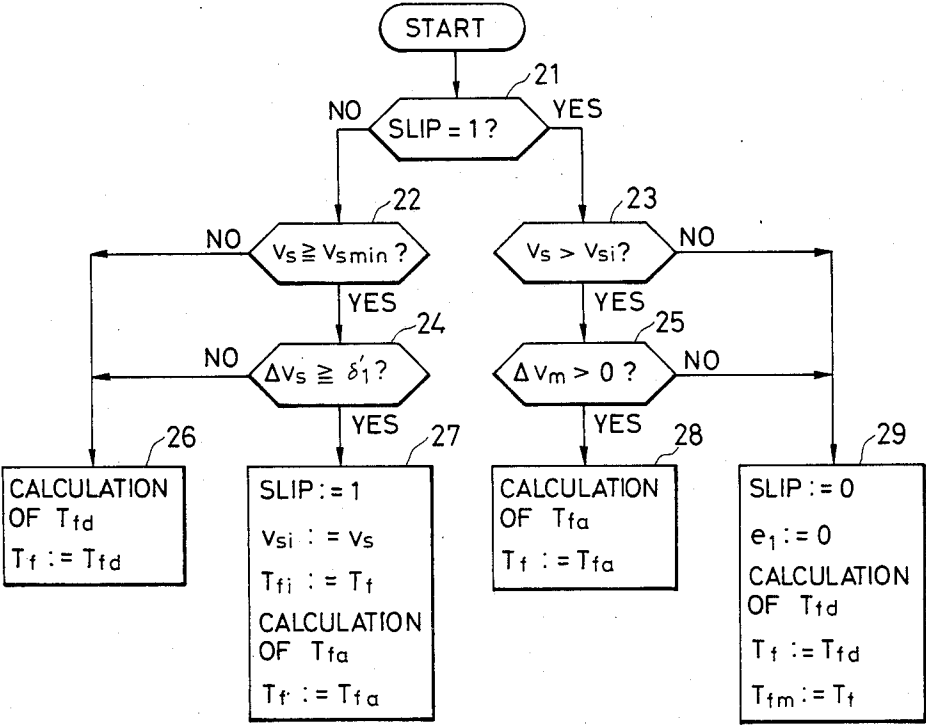 START
21
NO
YES
SLIP = 1 ?
22
23
NO
Vs ≧ Vsmin ?
Vs > Vsi?
NO
YES
YES
24
25
NO
ΔVs ≧ δ'1 ?
ΔVm > 0 ?
NO
YES
YES
26
27
28
29
CALCULATION
OF Tfd
Tf := Tfd
SLIP := 1
Vsi := Vs
Tfi := Tf
CALCULATION
OF Tfa
Tf := Tfa
CALCULATION
OF Tfa
Tf := Tfa
SLIP := 0
e1 := 0
CALCULATION
OF Tfd
Tf := Tfd
Tfm := Tf